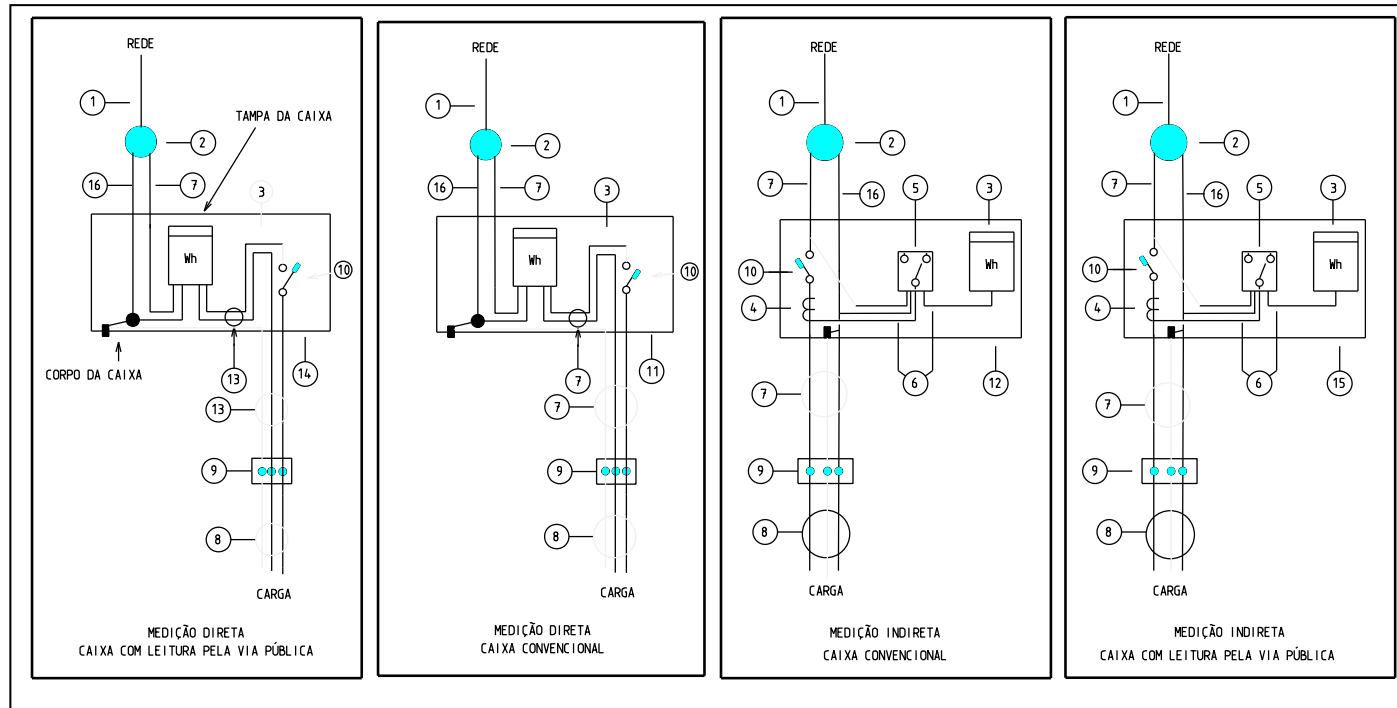 REDE
1
TAMPA DA CAIXA
2
16
7
3
Wh
10
CORPO DA CAIXA
13
14
13
9
8
CARGA
MEDIÇÃO DIRETA
CAIXA COM LEITURA PELA VIA PÚBLICA
REDE
1
2
16
7
3
Wh
10
7
11
7
9
8
CARGA
MEDIÇÃO DIRETA
CAIXA CONVENCIONAL
REDE
1
2
7
16
5
3
Wh
10
4
6
12
7
9
8
CARGA
MEDIÇÃO INDIRETA
CAIXA CONVENCIONAL
REDE
1
2
7
16
5
3
Wh
10
4
6
15
7
9
8
CARGA
MEDIÇÃO INDIRETA
CAIXA COM LEITURA PELA VIA PÚBLICA